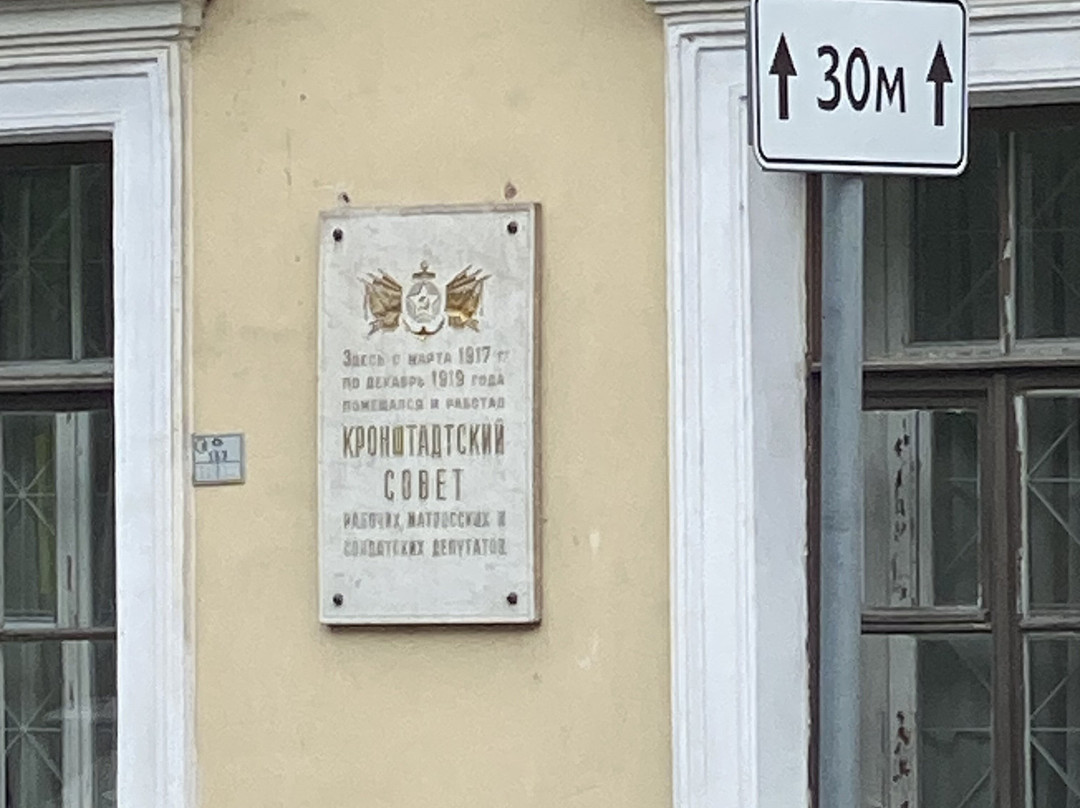 30м
Здесь с марта 1917 г.
по декабрь 1919 года
помещался и работал
КРОНШТАДТСКИЙ
СОВЕТ
рабочих, матросских и
солдатских депутатов